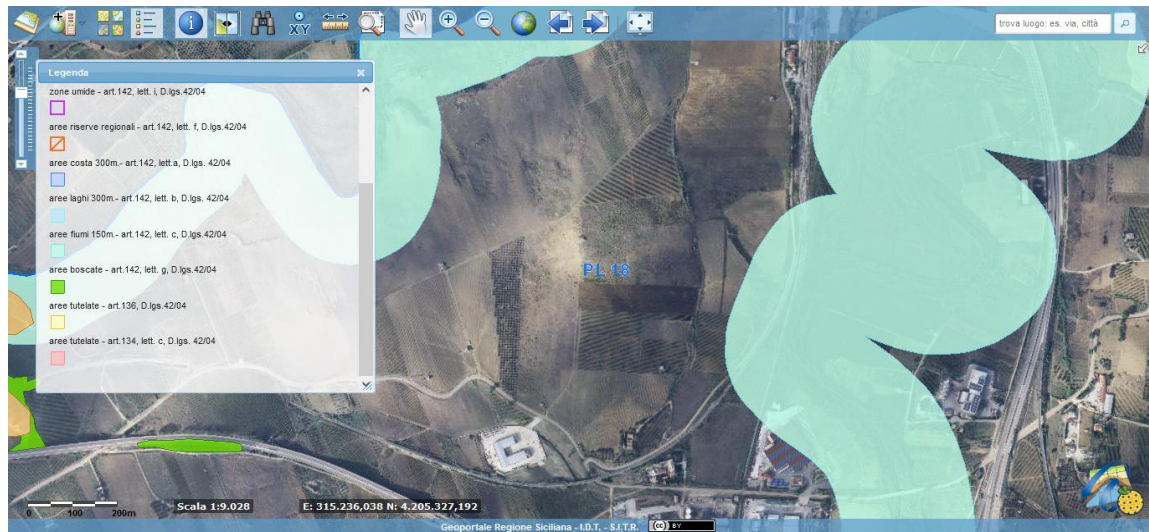 XY
trova luogo: es. via, città
Legenda
zone umide - art.142, lett. i, D.lgs.42/04
aree riserve regionali - art.142, lett. f, D.lgs.42/04
aree costa 300m.- art.142, lett.a, D.lgs. 42/04
aree laghi 300m.- art.142, lett. b, D.lgs. 42/04
aree fiumi 150m.- art.142, lett. c, D.lgs.42/04
aree boscate - art.142, lett. g, D.lgs.42/04
aree tutelate - art.136, D.lgs.42/04
aree tutelate - art.134, lett. c, D.lgs. 42/04
PL 18
0 100 200m
Scala 1:9.028
E: 315.236,038 N: 4.205.327,192
Geoportale Regione Siciliana - I.D.T. - S.I.T.R.
cc BY